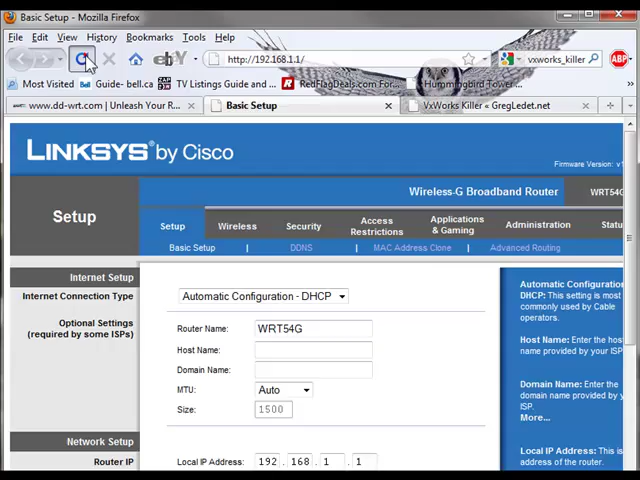 Basic Setup - Mozilla Firefox
File Edit View History Bookmarks Tools Help
http://192.168.1.1/ vxworks_killer ABP
Most Visited Guide- bell.ca TV Listings Guide and ... RedFlagDeals.com For... Hummingbird Tower...
www.dd-wrt.com | Unleash Your R... Basic Setup VxWorks Killer « GregLedet.net
LINKSYS® by Cisco
Firmware Version: v
Wireless-G Broadband Router WRT54G
Setup
Setup Wireless Security Access Restrictions Applications & Gaming Administration Statu
Basic Setup | DDNS | MAC Address Clone | Advanced Routing
Internet Setup
Internet Connection Type
Automatic Configuration - DHCP
Optional Settings
(required by some ISPs)
Router Name: WRT54G
Host Name:
Domain Name:
MTU: Auto
Size: 1500
Network Setup
Router IP
Local IP Address: 192 . 168 . 1 . 1
Automatic Configuration
DHCP: This setting is most
commonly used by Cable
operators.
Host Name: Enter the hos
name provided by your ISP
Domain Name: Enter the
domain name provided by y
ISP.
More...
Local IP Address: This is
address of the router.